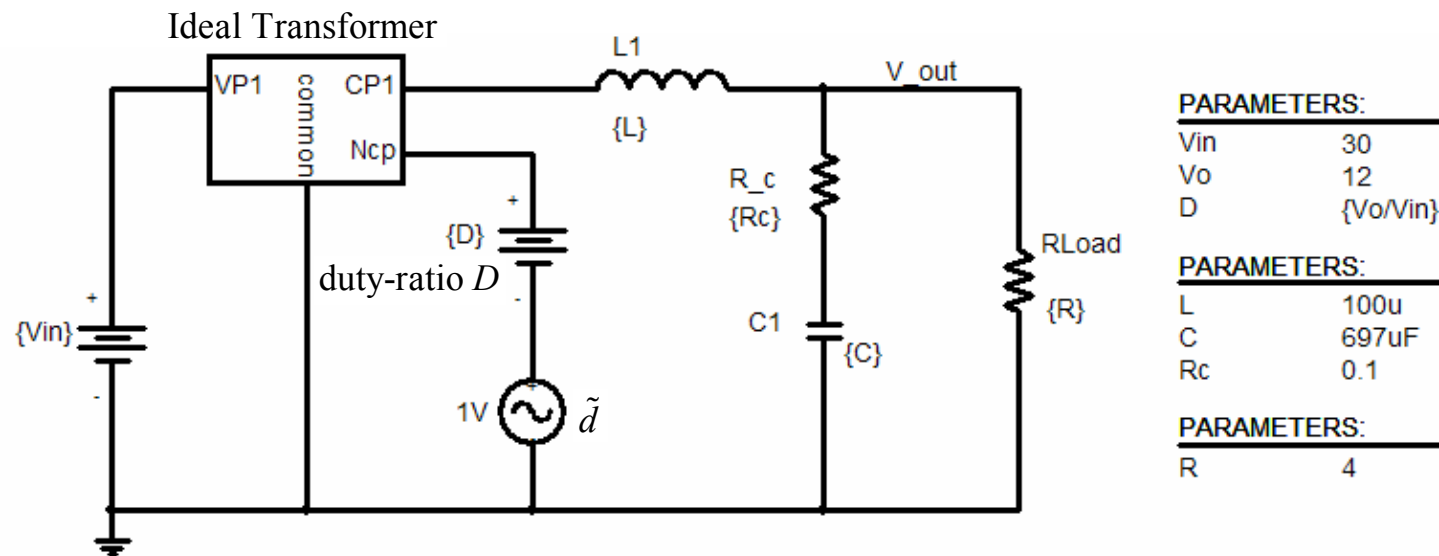 Ideal Transformer
VP1
common
CP1
Ncp
L1
{L}
V_out
R_c
{Rc}
C1
{C}
RLoad
{R}
+
{Vin}
-
+
{D}
duty-ratio D
-
+
1V
d̃
PARAMETERS:
Vin 30
Vo 12
D {Vo/Vin}
PARAMETERS:
L 100u
C 697uF
Rc 0.1
PARAMETERS:
R 4